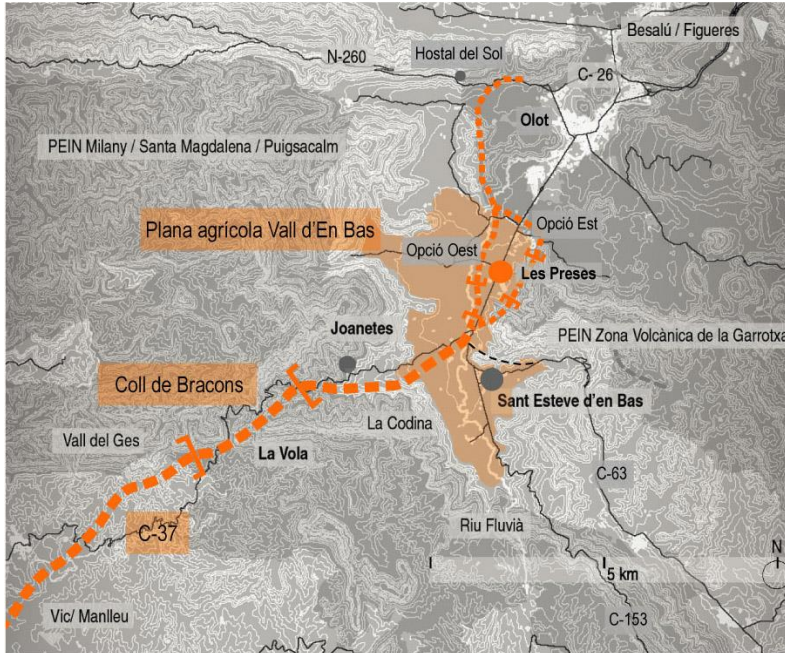 Besalú / Figueres
N-260
Hostal del Sol
C- 26
Olot
PEIN Milany / Santa Magdalena / Puigsacalm
Plana agrícola Vall d'En Bas
Opció Est
Opció Oest
Les Preses
Joanetes
PEIN Zona Volcànica de la Garrotxa
Coll de Bracons
Sant Esteve d'en Bas
La Codina
Vall del Ges
La Vola
C-63
C-37
Riu Fluvià
N
5 km
Vic/ Manlleu
C-153